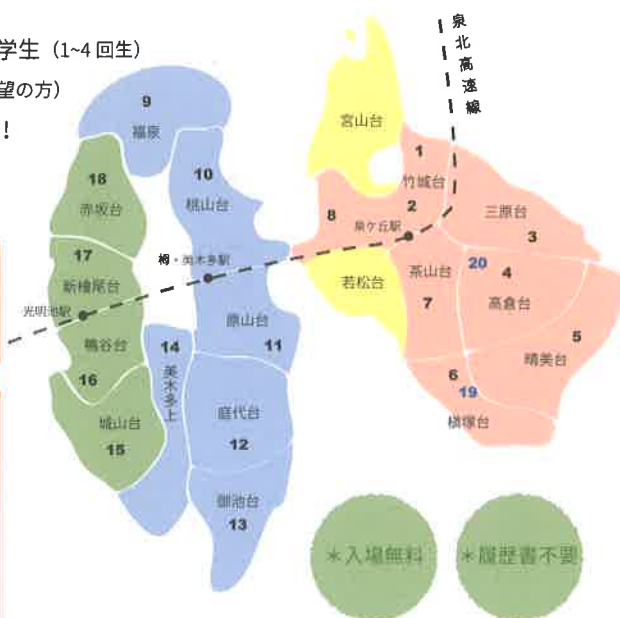 学生（1~4 回生）
望の方）
！
泉北高速線
9
福泉
18
赤坂台
10
桃山台
17
新檜尾台
栂・美木多駅
光明池駅
鴨谷台
16
14
美木多上
原山台
11
城山台
15
庭代台
12
御池台
13
宮山台
1
竹城台
2
泉ケ丘駅
8
三原台
3
若松台
茶山台
7
20
4
高倉台
5
晴美台
6
19
槇塚台
＊入場無料
＊履歴書不要